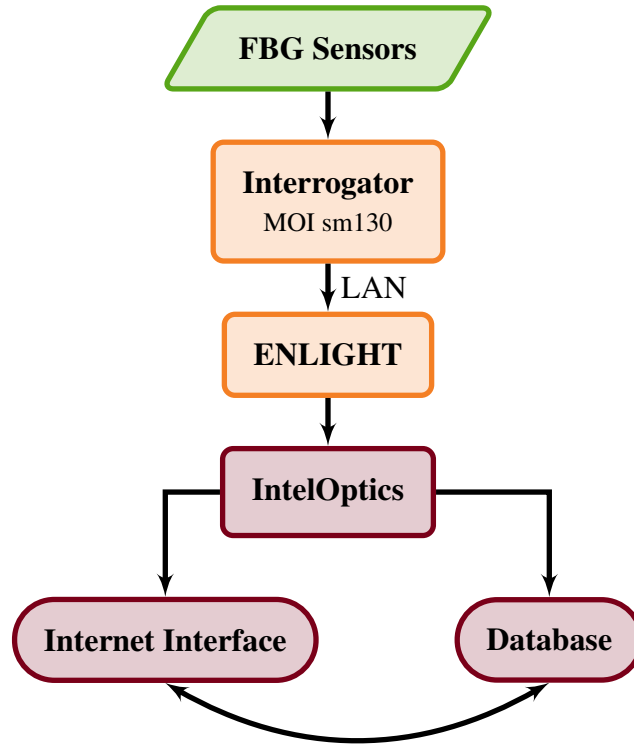 FBG Sensors
Interrogator
MOI sm130
LAN
ENLIGHT
IntelOptics
Internet Interface
Database